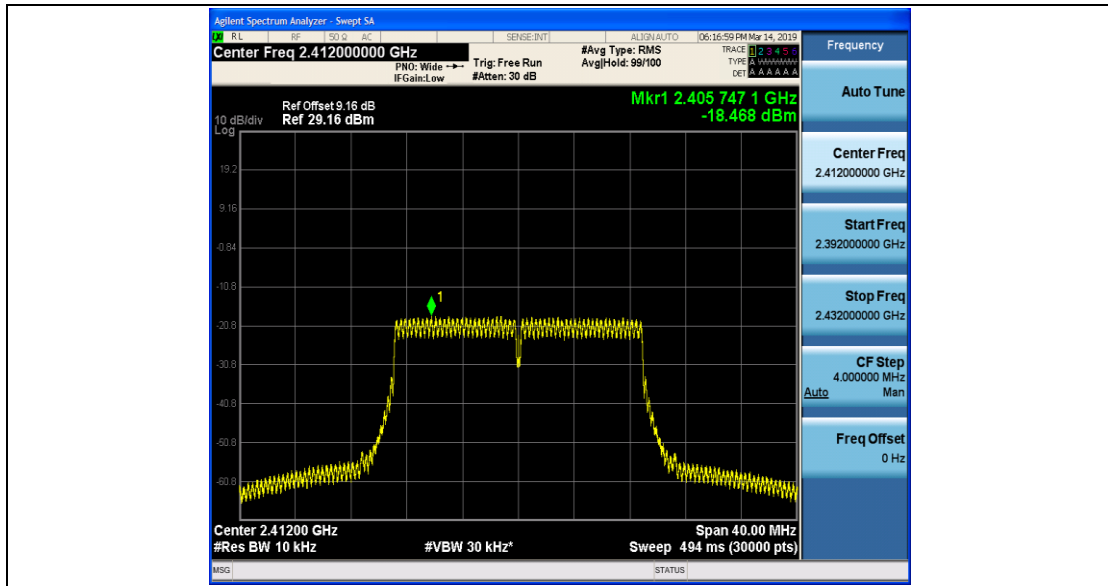 Agilent Spectrum Analyzer - Swept SA
LXI RL RF 50 Ω AC SENSE:INT ALIGN AUTO 06:16:59 PM Mar 14, 2019
Center Freq 2.412000000 GHz
PNO: Wide
IFGain:Low
Trig: Free Run
#Atten: 30 dB
#Avg Type: RMS
Avg|Hold: 99/100
TRACE 1 2 3 4 5 6
TYPE A WWWWW
DET A A A A A A
Ref Offset 9.16 dB
10 dB/div Ref 29.16 dBm
Log
Mkr1 2.405 747 1 GHz
-18.468 dBm
19.2
9.16
-0.84
-10.8
1
-20.8
-30.8
-40.8
-50.8
-60.8
Center 2.41200 GHz Span 40.00 MHz
#Res BW 10 kHz #VBW 30 kHz* Sweep 494 ms (30000 pts)
MSG STATUS
Frequency
Auto Tune
Center Freq
2.412000000 GHz
Start Freq
2.392000000 GHz
Stop Freq
2.432000000 GHz
CF Step
4.000000 MHz
Auto Man
Freq Offset
0 Hz